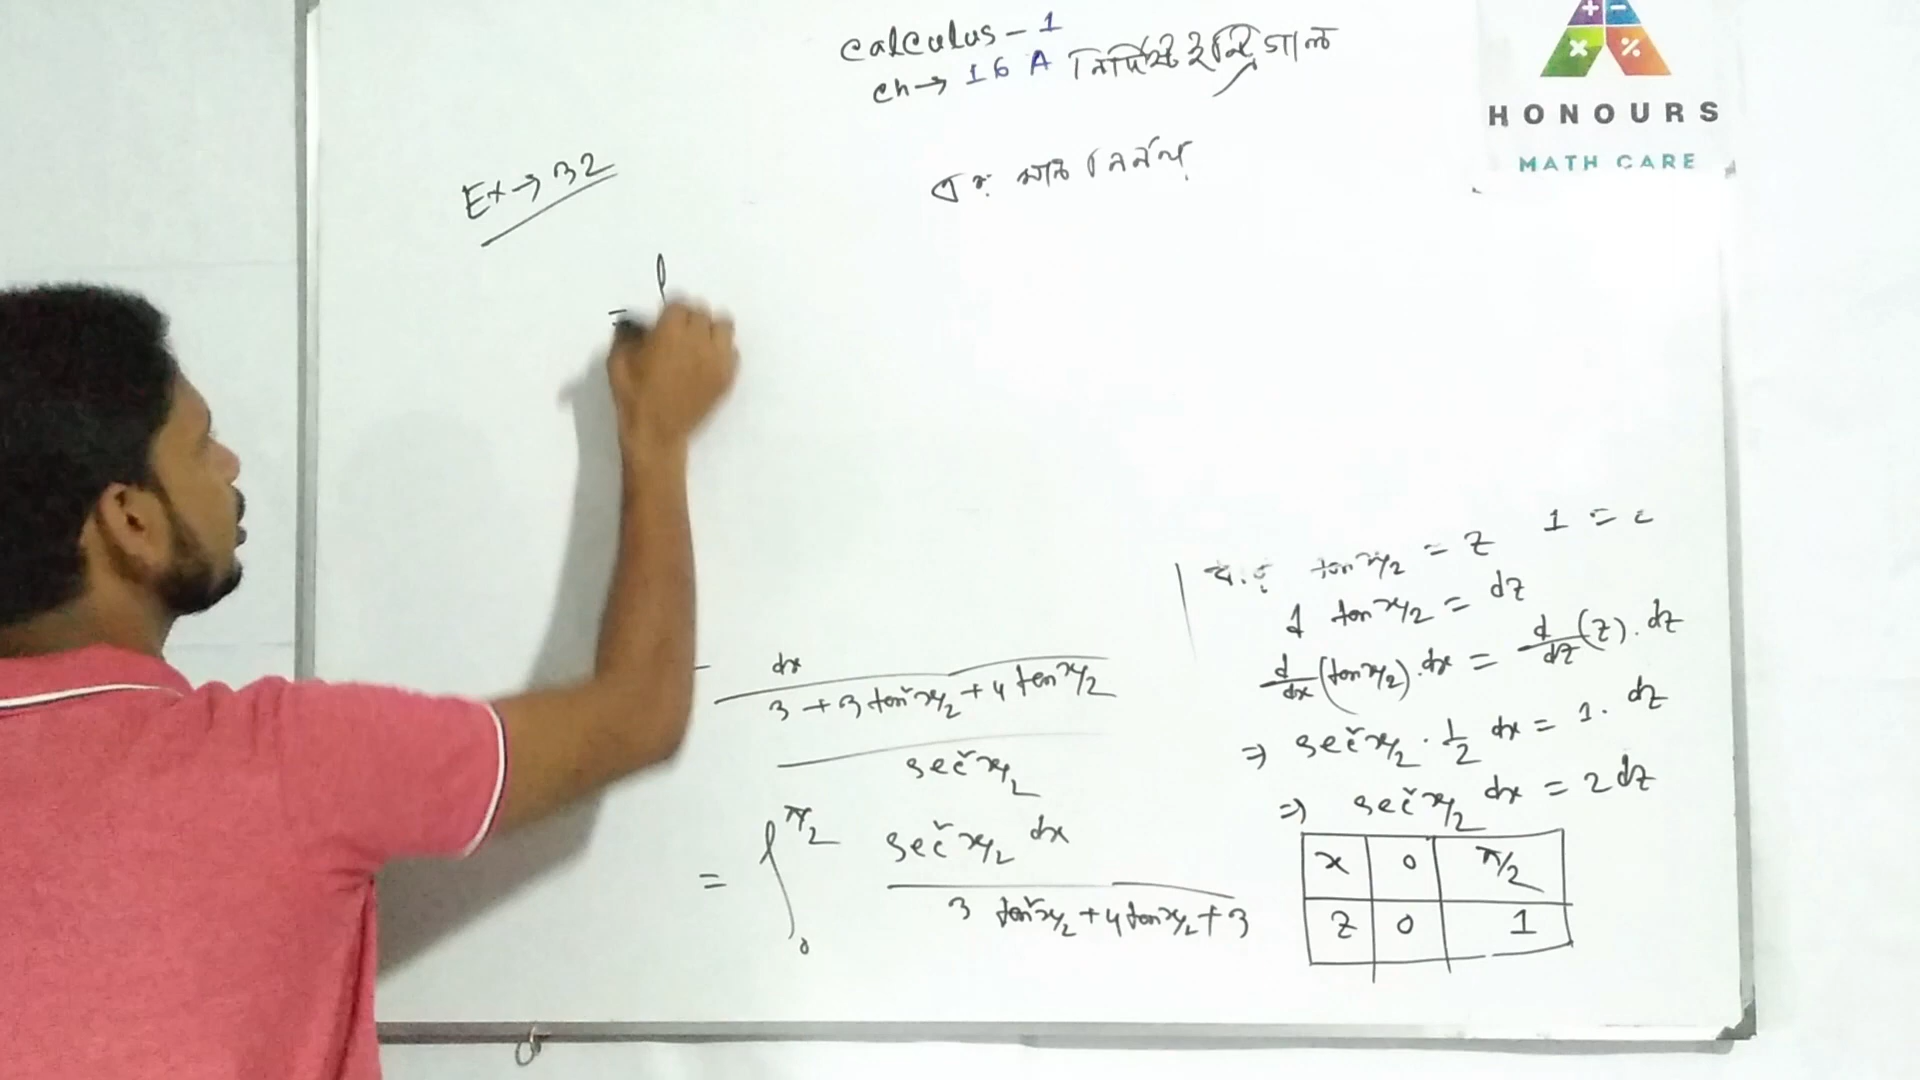 calculus - 1
ch → 16 A নির্দিষ্ট ইন্টিগ্রাল
+ −
× %
HONOURS
MATH CARE
Ex → 32
এর মান নির্ণয়
= ∫
dx
3 + 3 tan²x/2 + 4 tan x/2
sec²x/2
= ∫₀^π/2 sec²x/2 dx
3 tan²x/2 + 4 tan x/2 + 3
tan x/2 = z 1 =
d tan x/2 = dz
d/dx (tan x/2) . dx = d/dz (z) . dz
⇒ sec²x/2 . 1/2 dx = 1 . dz
⇒ sec²x/2 dx = 2 dz
x 0 π/2
z 0 1